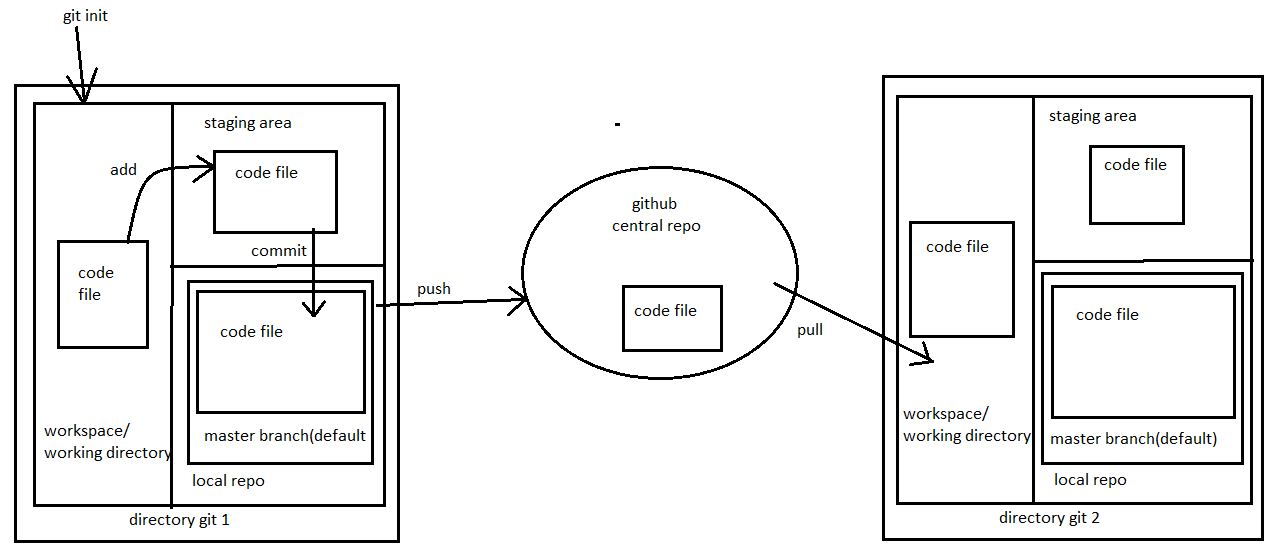 git init
staging area
code file
add
commit
code
file
code file
workspace/
working directory
master branch(default
local repo
directory git 1
push
github
central repo
code file
pull
staging area
code file
code file
code file
workspace/
working directory
master branch(default)
local repo
directory git 2